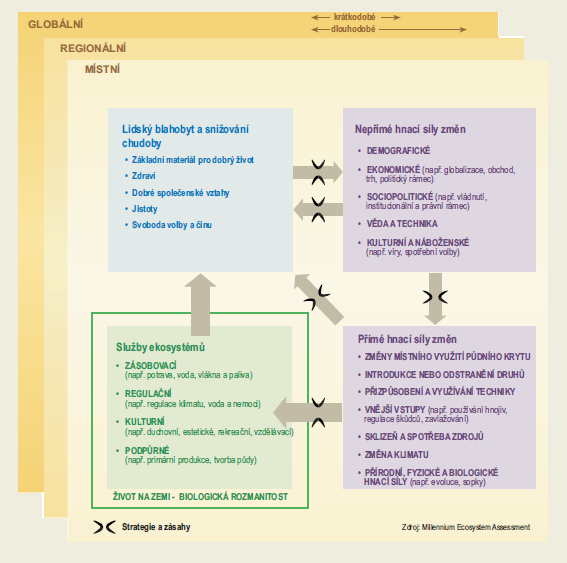 GLOBÁLNÍ
krátkodobé
dlouhodobé
REGIONÁLNÍ
MÍSTNÍ
Lidský blahobyt a snižování
chudoby
• Základní materiál pro dobrý život
• Zdraví
• Dobré společenské vztahy
• Jistoty
• Svoboda volby a činu
Nepřímé hnací síly změn
• DEMOGRAFICKÉ
• EKONOMICKÉ (např. globalizace, obchod,
trh, politický rámec)
• SOCIOPOLITICKÉ (např. vládnutí,
institucionální a právní rámec)
• VĚDA A TECHNIKA
• KULTURNÍ A NÁBOŽENSKÉ
(např. víry, spotřební volby)
Služby ekosystémů
• ZÁSOBOVACÍ
(např. potrava, voda, vlákna a paliva)
• REGULAČNÍ
(např. regulace klimatu, voda a nemoci)
• KULTURNÍ
(např. duchovní, estetické, rekreační, vzdělávací)
• PODPŮRNÉ
(např. primární produkce, tvorba půdy)
ŽIVOT NA ZEMI - BIOLOGICKÁ ROZMANITOST
Přímé hnací síly změn
• ZMĚNY MÍSTNÍHO VYUŽITÍ PŮDNÍHO KRYTU
• INTRODUKCE NEBO ODSTRANĚNÍ DRUHŮ
• PŘIZPŮSOBENÍ A VYUŽÍVÁNÍ TECHNIKY
• VNĚJŠÍ VSTUPY (např. používání hnojiv,
regulace škůdců, zavlažování)
• SKLIZEŇ A SPOTŘEBA ZDROJŮ
• ZMĚNA KLIMATU
• PŘÍRODNÍ, FYZICKÉ A BIOLOGICKÉ
HNACÍ SÍLY (např. evoluce, sopky)
Strategie a zásahy
Zdroj: Millennium Ecosystem Assessment